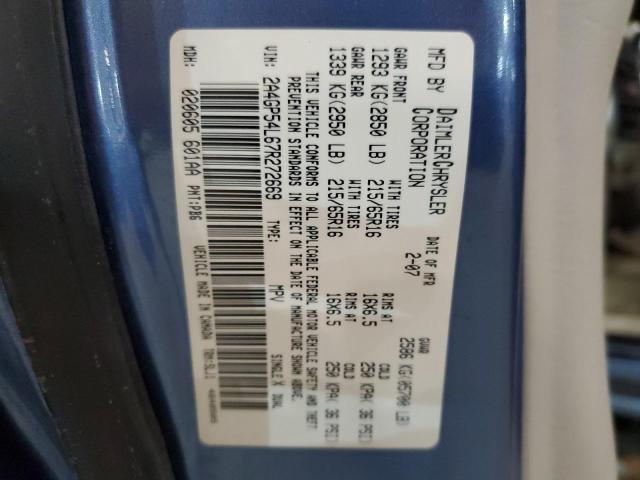 MFD BY DAIMLERCHRYSLER CORPORATION DATE OF MFR 2-07 GVWR 2586 KG(05700 LB)
GAWR FRONT WITH TIRES RIMS AT COLD
1293 KG(2850 LB) 215/65R16 16X6.5 250 KPA( 36 PSI)
GAWR REAR WITH TIRES RIMS AT COLD
1339 KG(2950 LB) 215/65R16 16X6.5 250 KPA( 36 PSI)
THIS VEHICLE CONFORMS TO ALL APPLICABLE FEDERAL MOTOR VEHICLE SAFETY AND THEFT
PREVENTION STANDARDS IN EFFECT ON THE DATE OF MANUFACTURE SHOWN ABOVE.
VIN: 2A4GP54L67R272669 TYPE: MPV SINGLE X DUAL
MDH: 020605 601AA PNT:PB6 VEHICLE MADE IN CANADA TRM:SL